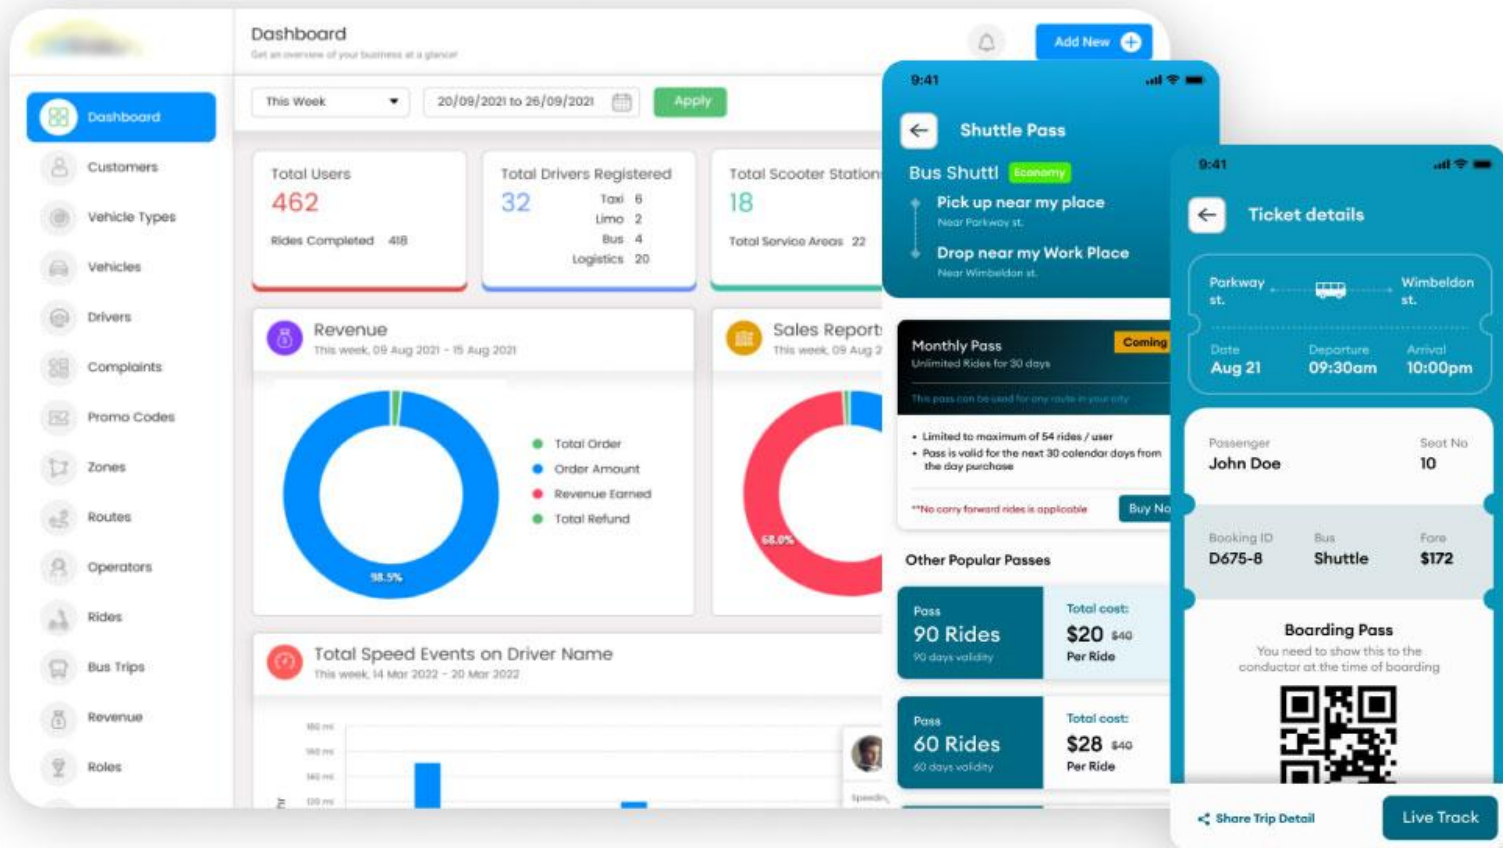 Dashboard
Get an overview of your business at a glance!
Add New
This Week
20/09/2021 to 26/09/2021
Apply
Dashboard
Customers
Vehicle Types
Vehicles
Drivers
Complaints
Promo Codes
Zones
Routes
Operators
Rides
Bus Trips
Revenue
Roles
Total Users
462
Rides Completed 418
Total Drivers Registered
32
Taxi 6
Limo 2
Bus 4
Logistics 20
Total Scooter Station
18
Total Service Areas 22
Revenue
This week, 09 Aug 2021 - 15 Aug 2021
98.5%
Total Order
Order Amount
Revenue Earned
Total Refund
Sales Report
This week, 09 Aug 2
68.0%
Total Speed Events on Driver Name
This week, 14 Mar 2022 - 20 Mar 2022
180 mi
160 mi
140 mi
120 mi
hr
Speeding
9:41
Shuttle Pass
Bus Shuttl Economy
Pick up near my place
Near Parkway st.
Drop near my Work Place
Near Wimbeldon st.
Monthly Pass
Coming
Unlimited Rides for 30 days
This pass can be used for any route in your city
• Limited to maximum of 54 rides / user
• Pass is valid for the next 30 calendar days from
the day purchase
**No carry forward rides is applicable
Buy No
Other Popular Passes
Pass
90 Rides
90 days validity
Total cost:
$20 $40
Per Ride
Pass
60 Rides
60 days validity
Total cost:
$28 $40
Per Ride
9:41
Ticket details
Parkway
st.
Wimbeldon
st.
Date
Aug 21
Departure
09:30am
Arrival
10:00pm
Passenger
John Doe
Seat No
10
Booking ID
D675-8
Bus
Shuttle
Fare
$172
Boarding Pass
You need to show this to the
conductor at the time of boarding
Share Trip Detail
Live Track